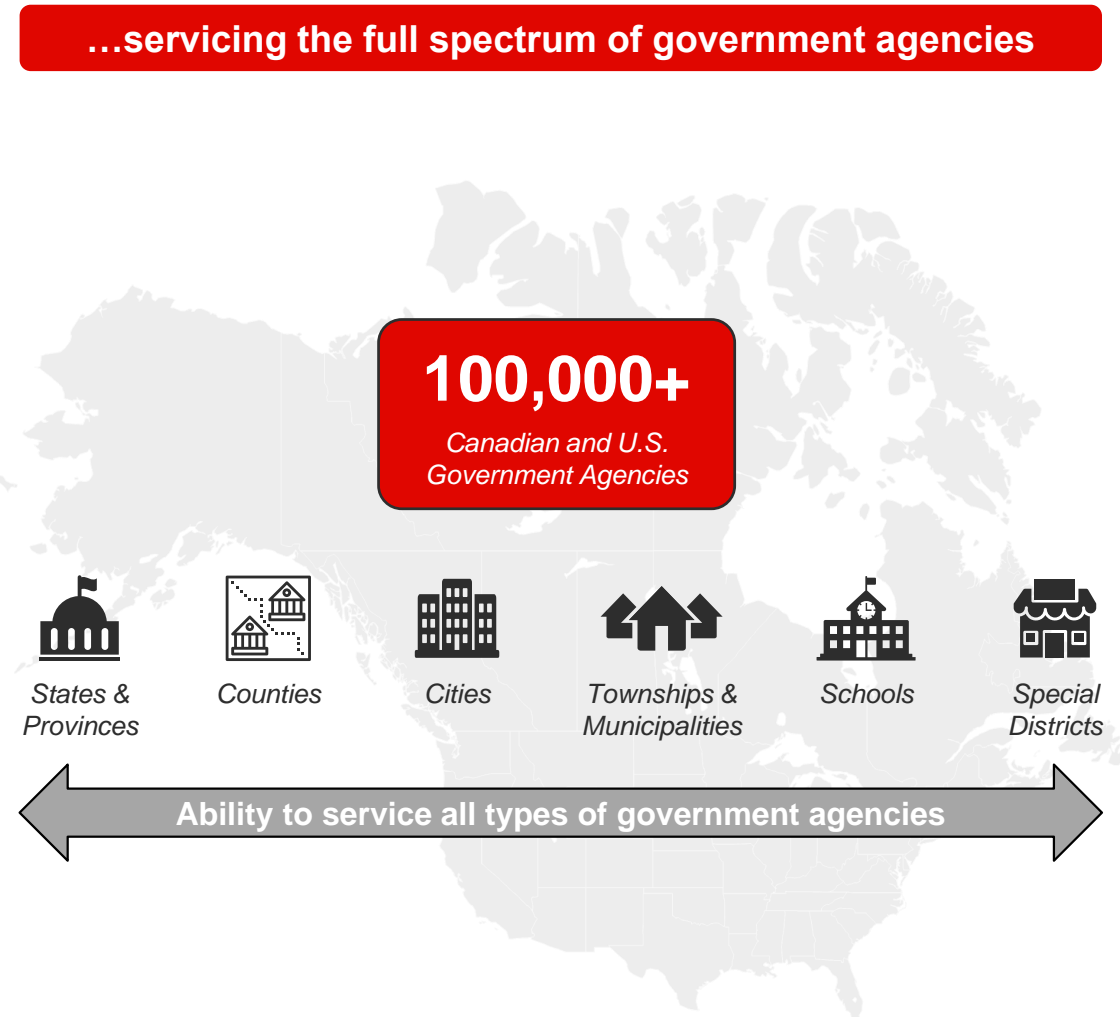 …servicing the full spectrum of government agencies
100,000+
Canadian and U.S.
Government Agencies
States &
Provinces
Counties
Cities
Townships &
Municipalities
Schools
Special
Districts
Ability to service all types of government agencies